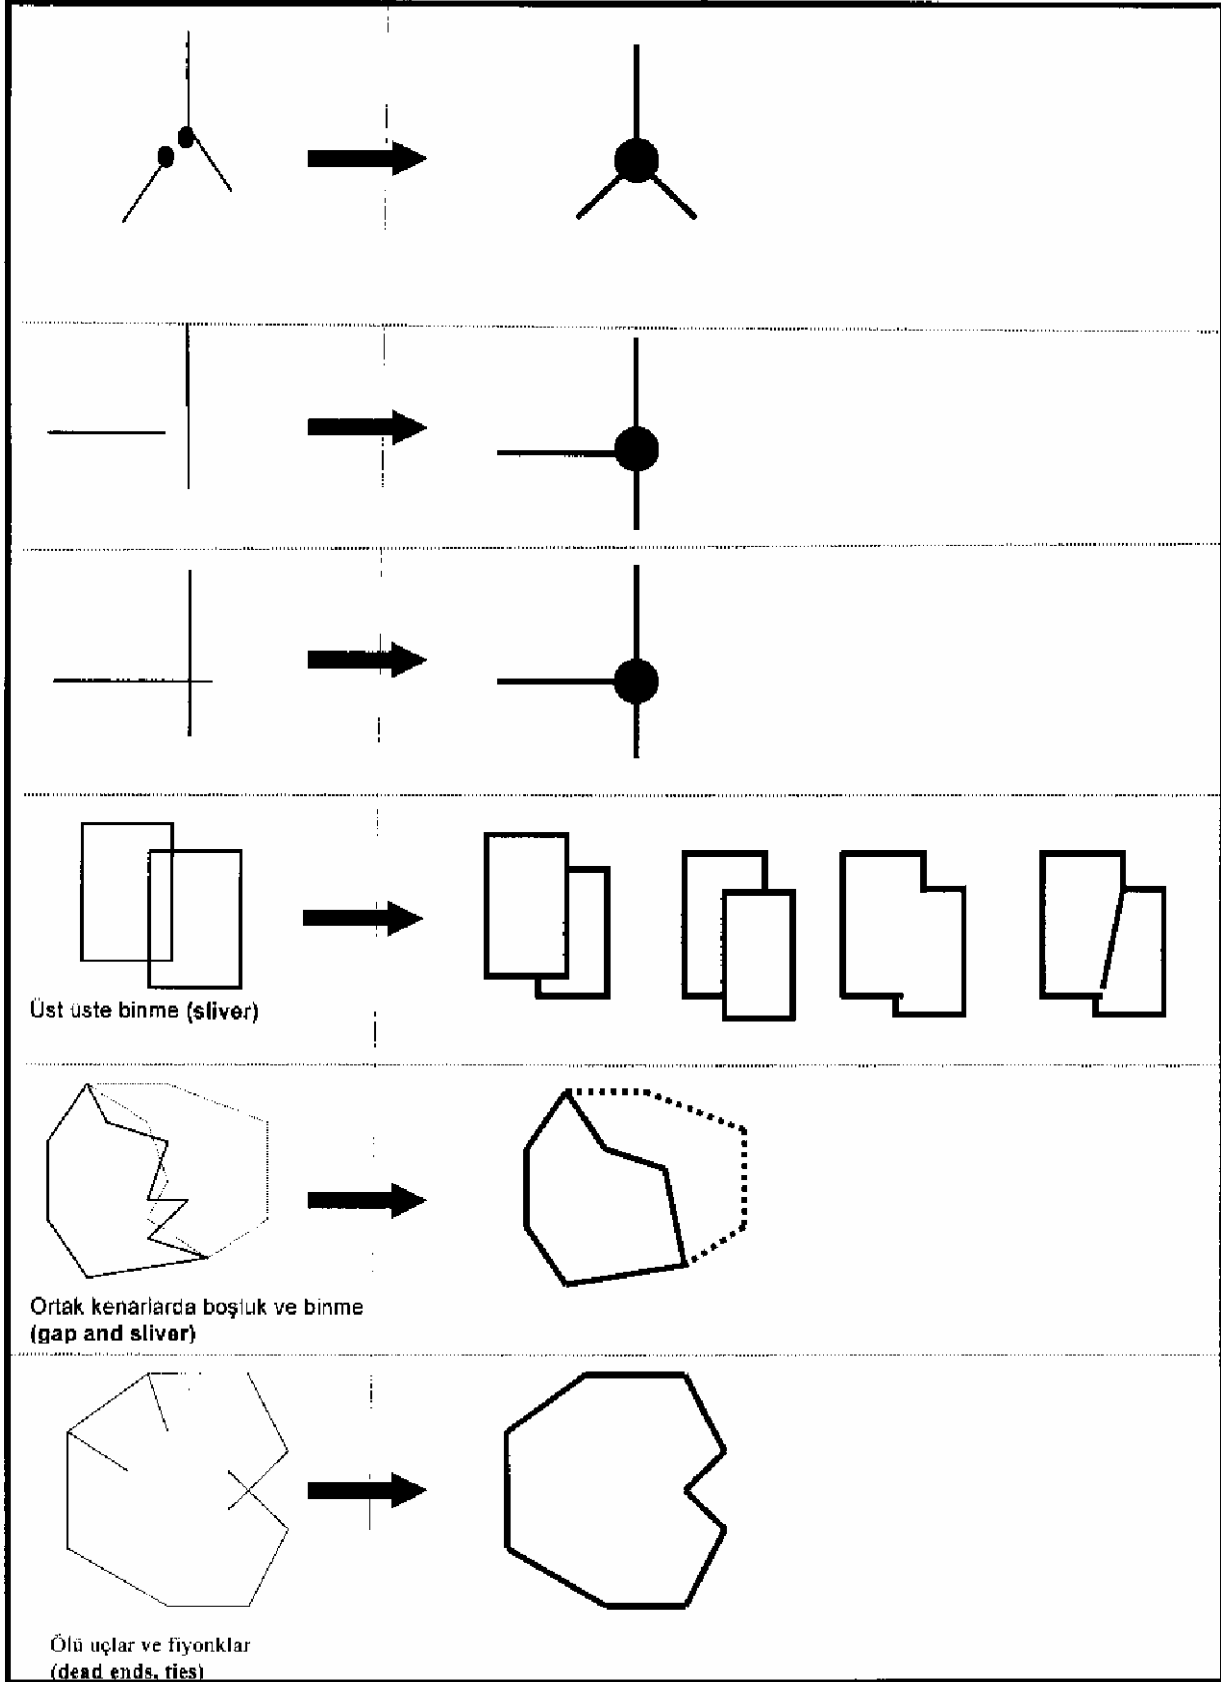 Üst üste binme (sliver)
Ortak kenarlarda boşluk ve binme
(gap and sliver)
Ölü uçlar ve fiyonklar
(dead ends, ties)